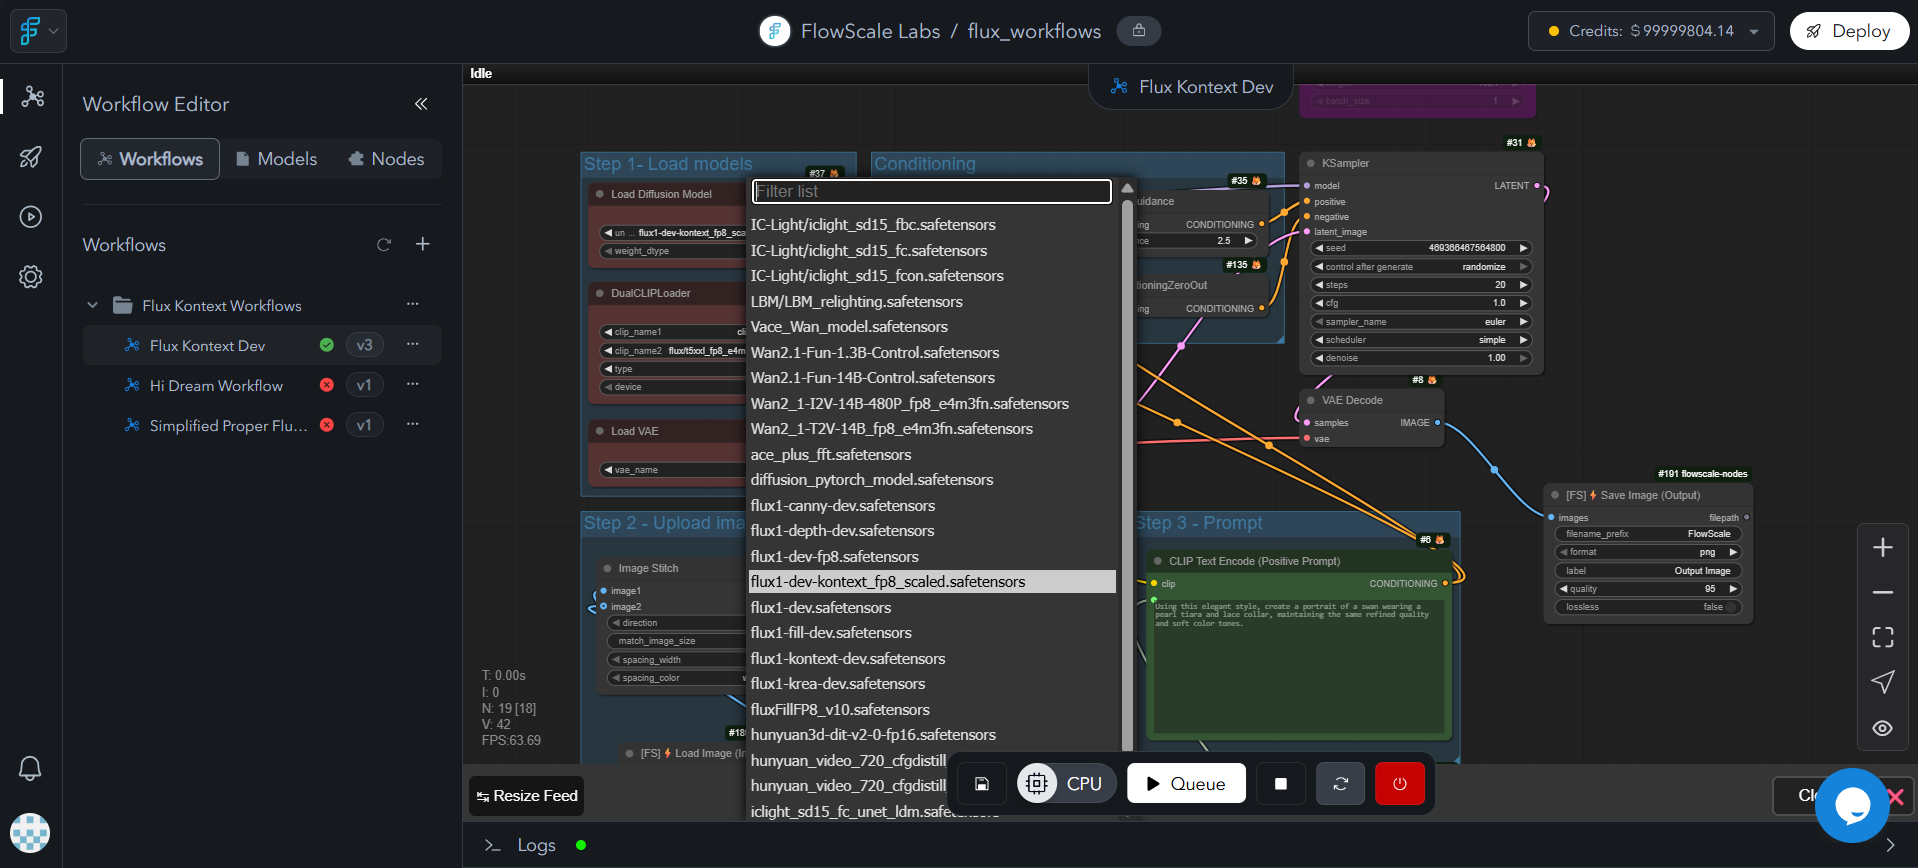 FlowScale Labs / flux_workflows
Credits: $ 99999804.14
Deploy
Workflow Editor
Workflows
Models
Nodes
Workflows
Flux Kontext Workflows
Flux Kontext Dev
v3
Hi Dream Workflow
v1
Simplified Proper Flu...
v1
Idle
Flux Kontext Dev
batch_size
1
Step 1- Load models
#37
Load Diffusion Model
un ... flux1-dev-kontext_fp8_sca
weight_dtype
DualCLIPLoader
clip_name1
cli
clip_name2 flux/t5xxl_fp8_e4m
type
device
Load VAE
vae_name
Conditioning
#35
uidance
ng CONDITIONING
nce 2.5
#135
tioningZeroOut
ing CONDITIONING
Filter list
IC-Light/iclight_sd15_fbc.safetensors
IC-Light/iclight_sd15_fc.safetensors
IC-Light/iclight_sd15_fcon.safetensors
LBM/LBM_relighting.safetensors
Vace_Wan_model.safetensors
Wan2.1-Fun-1.3B-Control.safetensors
Wan2.1-Fun-14B-Control.safetensors
Wan2_1-I2V-14B-480P_fp8_e4m3fn.safetensors
Wan2_1-T2V-14B_fp8_e4m3fn.safetensors
ace_plus_fft.safetensors
diffusion_pytorch_model.safetensors
flux1-canny-dev.safetensors
flux1-depth-dev.safetensors
flux1-dev-fp8.safetensors
flux1-dev-kontext_fp8_scaled.safetensors
flux1-dev.safetensors
flux1-fill-dev.safetensors
flux1-kontext-dev.safetensors
flux1-krea-dev.safetensors
fluxFillFP8_v10.safetensors
hunyuan3d-dit-v2-0-fp16.safetensors
hunyuan_video_720_cfgdistill
hunyuan_video_720_cfgdistill
iclight_sd15_fc_unet_ldm.safetensors
#31
KSampler
model LATENT
positive
negative
latent_image
seed 469366467564800
control after generate randomize
steps 20
cfg 1.0
sampler_name euler
scheduler simple
denoise 1.00
#8
VAE Decode
samples IMAGE
vae
#191 flowscale-nodes
[FS] Save Image (Output)
images filepath
filename_prefix FlowScale
format png
label Output Image
quality 95
lossless false
Step 2 - Upload ima
Image Stitch
image1
image2
direction
match_image_size
spacing_width
spacing_color
[FS] Load Image (In
Step 3 - Prompt
#6
CLIP Text Encode (Positive Prompt)
clip CONDITIONING
Using this elegant style, create a portrait of a swan wearing a
pearl tiara and lace collar, maintaining the same refined quality
and soft color tones.
T: 0.00s
I: 0
N: 19 [18]
V: 42
FPS:63.69
Resize Feed
CPU
Queue
Logs